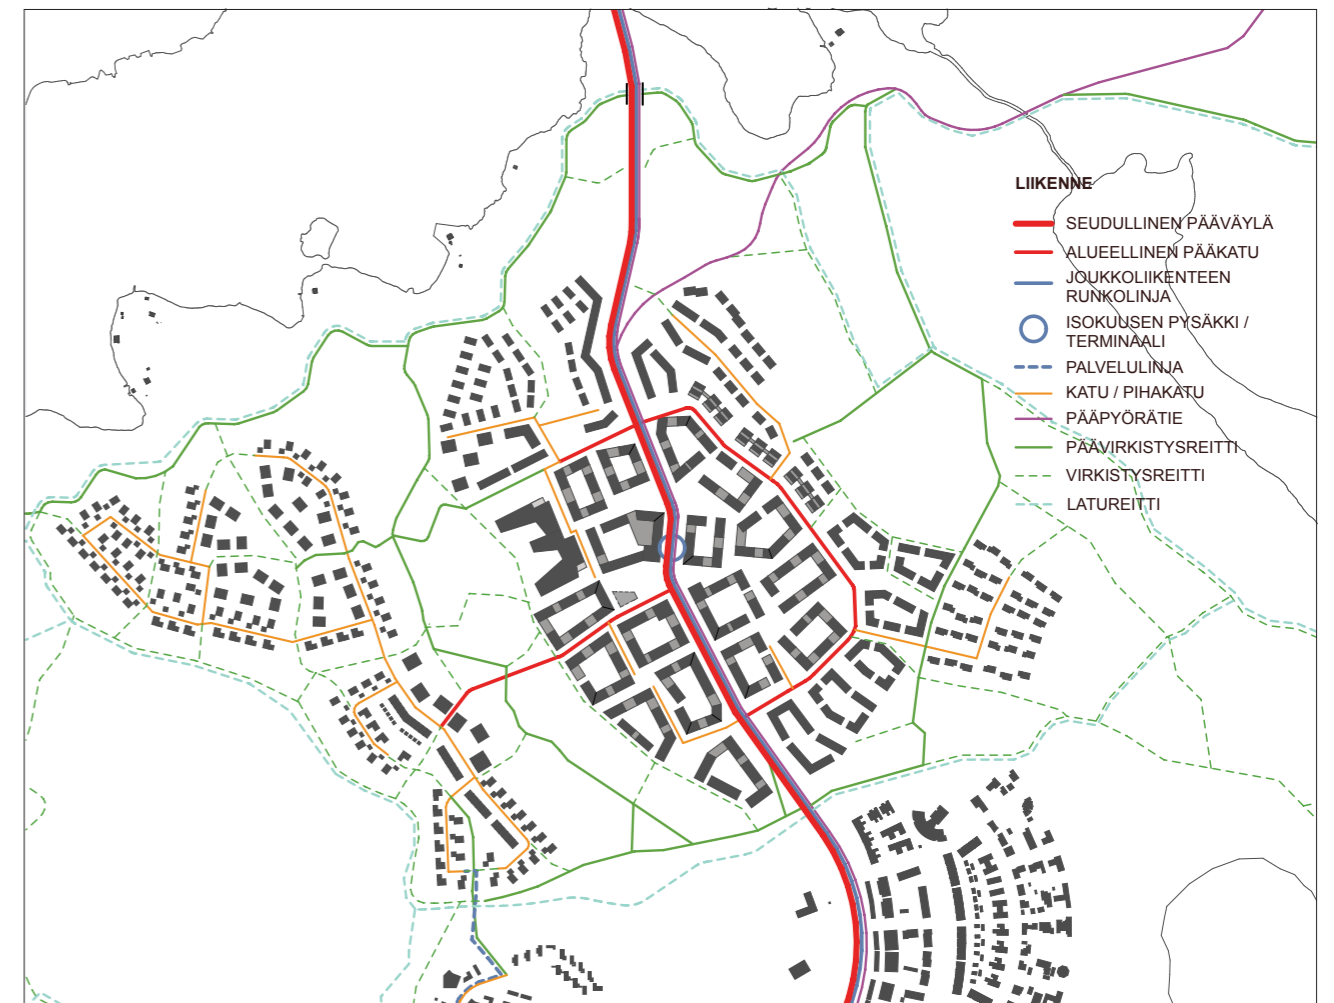 LIIKENNE
SEUDULLINEN PÄÄVÄYLÄ
ALUEELLINEN PÄÄKATU
JOUKKOLIIKENTEEN
RUNKOLINJA
ISOKUUSEN PYSÄKKI /
TERMINAALI
PALVELULINJA
KATU / PIHAKATU
PÄÄPYÖRÄTIE
PÄÄVIRKISTYSREITTI
VIRKISTYSREITTI
LATUREITTI